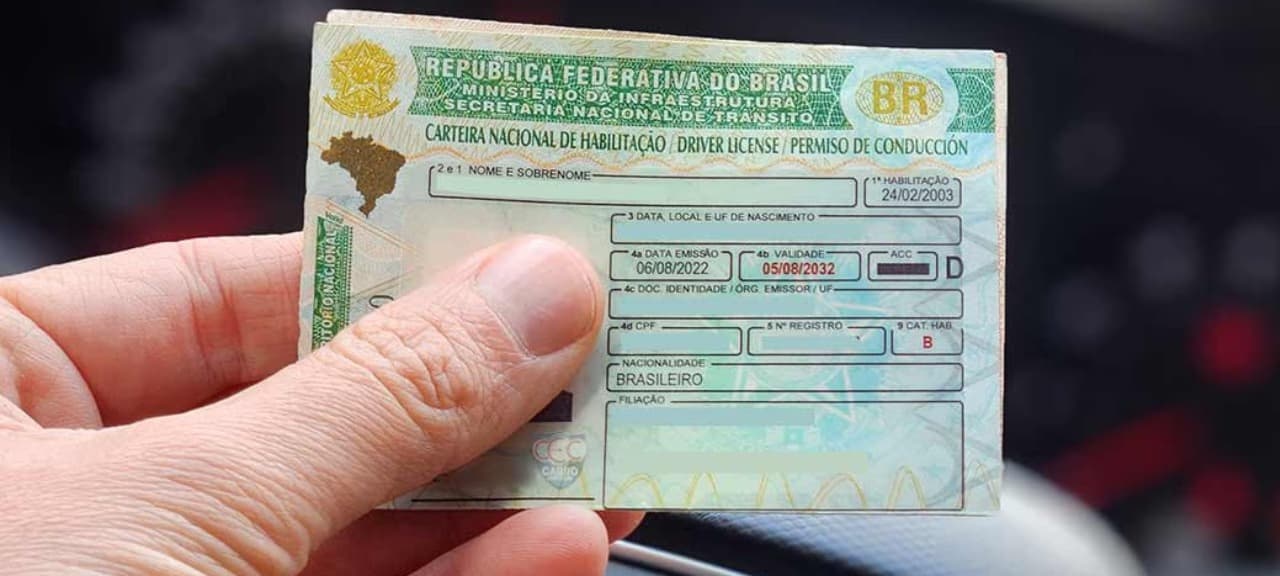 REPÚBLICA FEDERATIVA DO BRASIL
MINISTÉRIO DA INFRAESTRUTURA
SECRETARIA NACIONAL DE TRÂNSITO
BR
CARTEIRA NACIONAL DE HABILITAÇÃO / DRIVER LICENSE / PERMISO DE CONDUCCIÓN
2 e 1 NOME E SOBRENOME
1ª HABILITAÇÃO
24/02/2003
3 DATA, LOCAL E UF DE NASCIMENTO
4a DATA EMISSÃO
06/08/2022
4b VALIDADE
05/08/2032
ACC
D
4c DOC. IDENTIDADE / ÓRG. EMISSOR / UF
4d CPF
5 Nº REGISTRO
9 CAT. HAB.
B
NACIONALIDADE
BRASILEIRO
FILIAÇÃO
TÓRIO NACIONAL